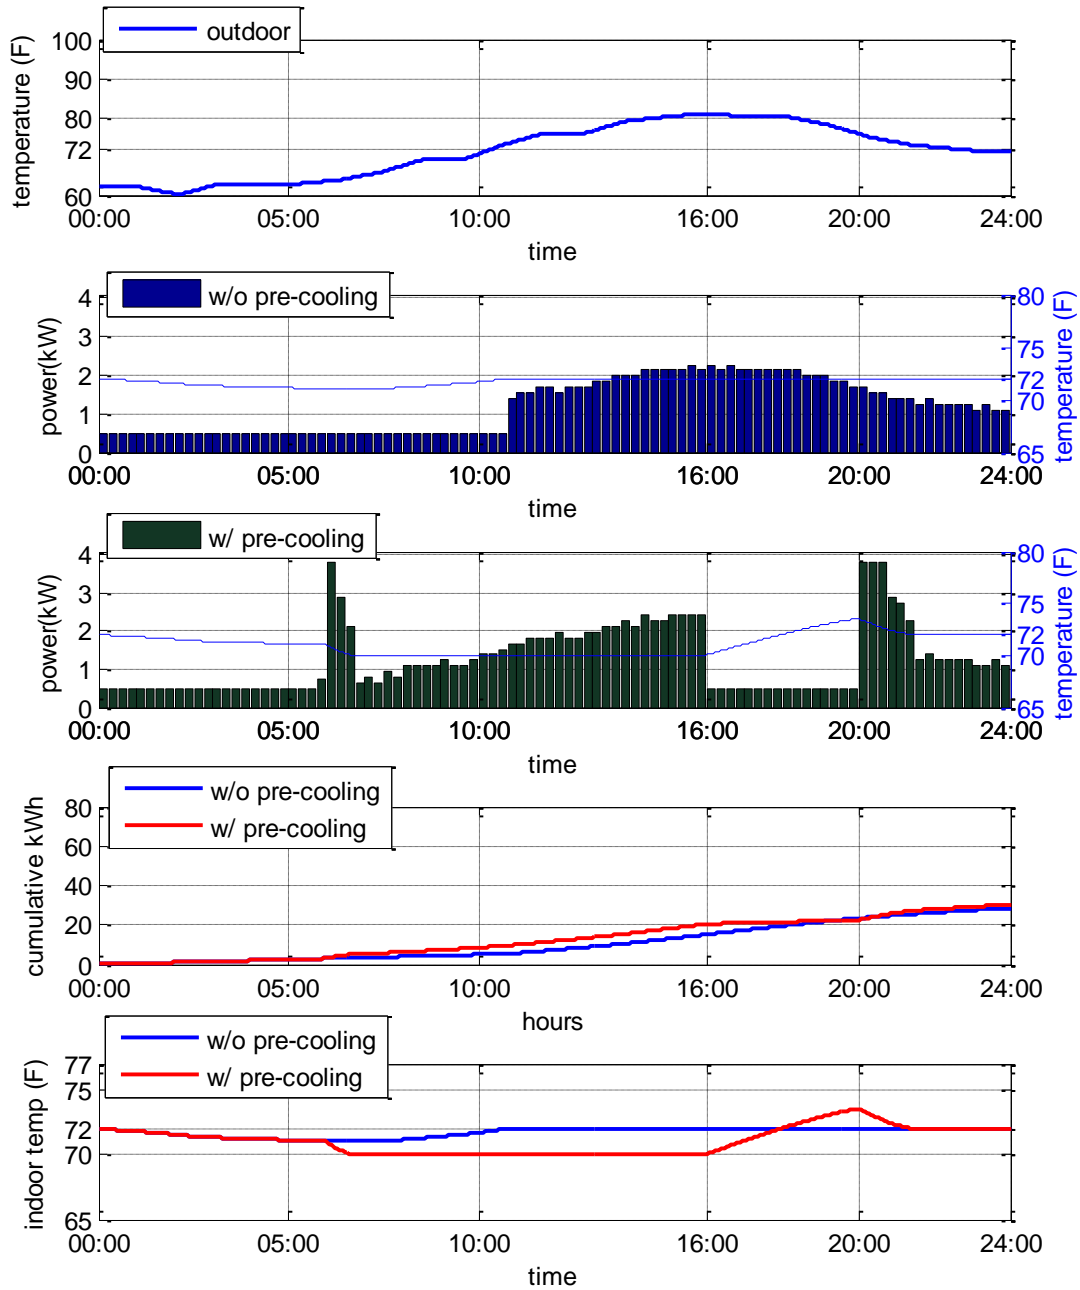 outdoor
temperature (F)
100
90
80
72
60
00:00 05:00 10:00 16:00 20:00 24:00
time
w/o pre-cooling
power(kW)
4
3
2
1
0
80
75
72
70
65
temperature (F)
00:00 05:00 10:00 16:00 20:00 24:00
time
w/ pre-cooling
power(kW)
4
3
2
1
0
80
75
72
70
65
temperature (F)
00:00 05:00 10:00 16:00 20:00 24:00
time
w/o pre-cooling
w/ pre-cooling
cumulative kWh
80
60
40
20
0
00:00 05:00 10:00 16:00 20:00 24:00
hours
w/o pre-cooling
w/ pre-cooling
indoor temp (F)
77
75
72
70
65
00:00 05:00 10:00 16:00 20:00 24:00
time